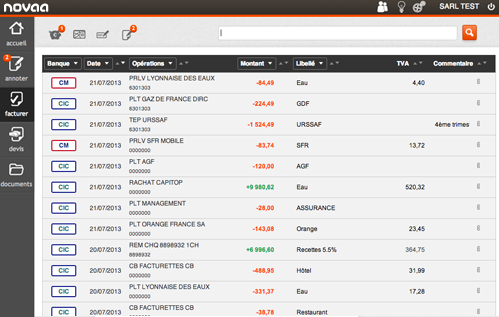 novaa
SARL TEST
accueil
2
annoter
facturer
devis
documents
Banque Date Opérations Montant Libellé TVA Commentaire
CM 21/07/2013 PRLV LYONNAISE DES EAUX -84,49 Eau 4,40
6301303
CIC 21/07/2013 PLT GAZ DE FRANCE DIRC -224,49 GDF
6301303
CIC 21/07/2013 TEP URSSAF -1 524,49 URSSAF 4ème trimes
6301303
CM 21/07/2013 PRLV SFR MOBILE -83,74 SFR 13,72
0000000
CIC 21/07/2013 PLT AGF -120,00 AGF
0000000
CIC 21/07/2013 RACHAT CAPITOP +9 980,62 Eau 520,32
0000000
CIC 21/07/2013 PLT MANAGEMENT -28,00 ASSURANCE
0000000
CIC 21/07/2013 PLT ORANGE FRANCE SA -143,08 Orange 23,45
0000000
CIC 20/07/2013 REM CHQ 8898932 1CH +6 996,60 Recettes 5.5% 364,75
8898932
CIC 20/07/2013 CB FACTURETTES CB -488,95 Hôtel 31,99
0000000
CIC 20/07/2013 PLT LYONNAISE DES EAUX -331,37 Eau 17,28
0000000
CIC 20/07/2013 CB FACTURETTES CB -38,78 Restaurant